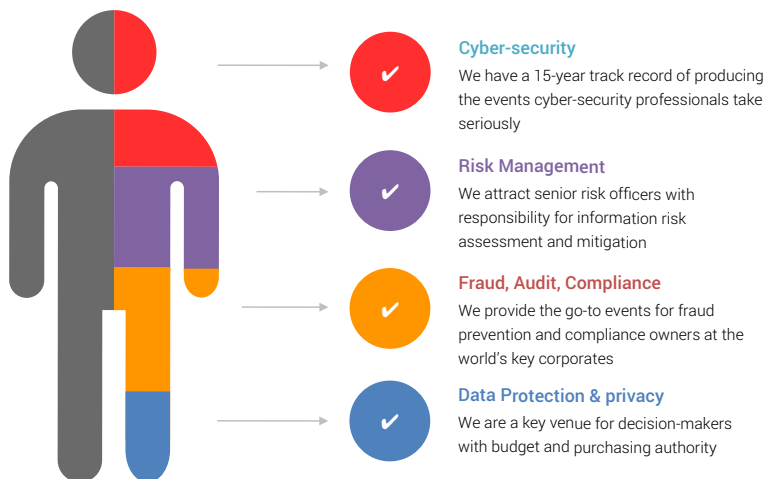 Cyber-security
We have a 15-year track record of producing
the events cyber-security professionals take
seriously
Risk Management
We attract senior risk officers with
responsibility for information risk
assessment and mitigation
Fraud, Audit, Compliance
We provide the go-to events for fraud
prevention and compliance owners at the
world's key corporates
Data Protection & privacy
We are a key venue for decision-makers
with budget and purchasing authority